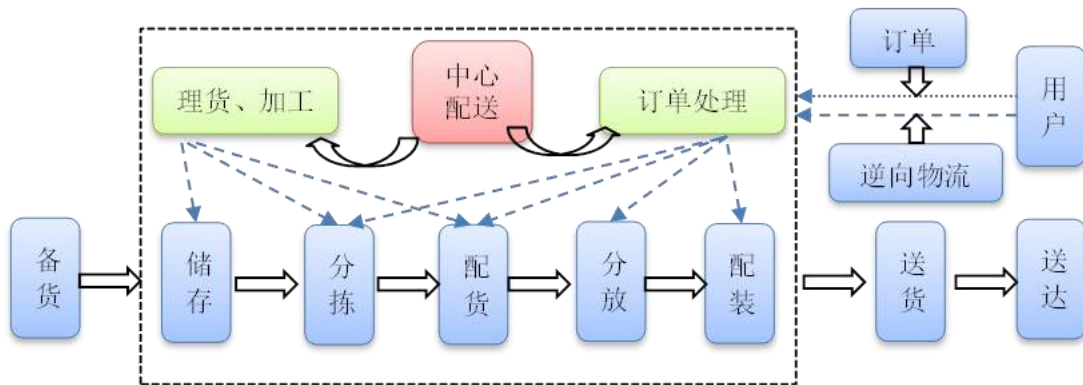 订单
中心
配送
理货、加工
订单处理
用户
逆向物流
备货
储存
分拣
配货
分放
配装
送货
送达